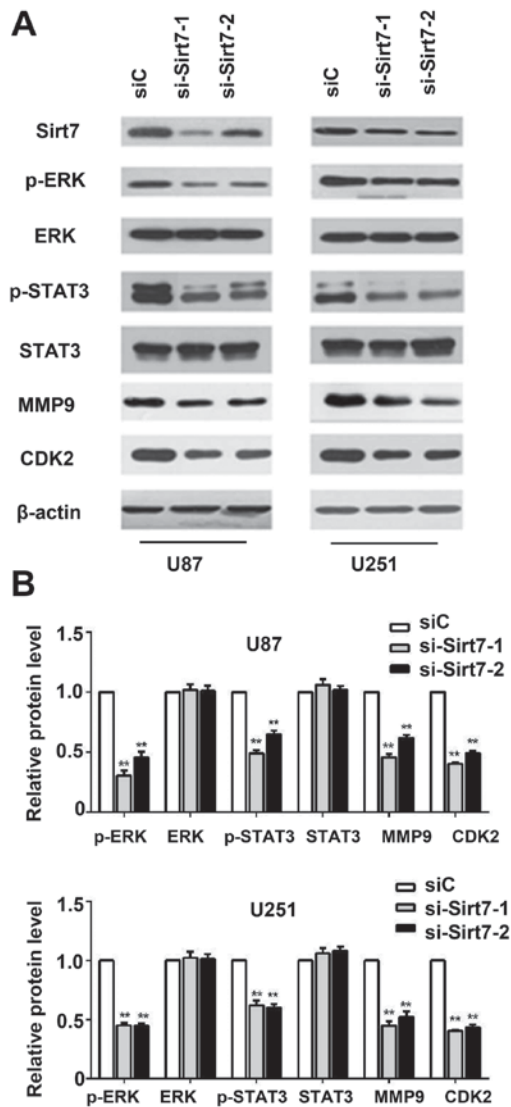 A
siC si-Sirt7-1 si-Sirt7-2 siC si-Sirt7-1 si-Sirt7-2
Sirt7
p-ERK
ERK
p-STAT3
STAT3
MMP9
CDK2
β-actin
U87 U251
B
U87
siC
si-Sirt7-1
si-Sirt7-2
Relative protein level
1.5
1.0
0.5
0
** ** ** ** ** ** ** **
p-ERK ERK p-STAT3 STAT3 MMP9 CDK2
U251
siC
si-Sirt7-1
si-Sirt7-2
Relative protein level
1.5
1.0
0.5
0
** ** ** ** ** ** ** **
p-ERK ERK p-STAT3 STAT3 MMP9 CDK2